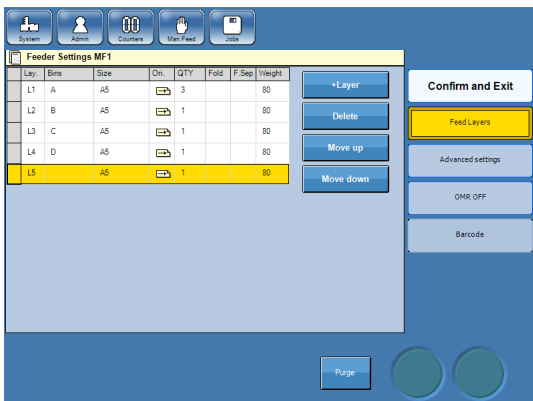 System Admin Counters Man Feed Jobs
Feeder Settings MF1
Lay. Bins Size Ori. QTY Fold F.Sep Weight
L1 A A5 3 80
L2 B A5 1 80
L3 C A5 1 80
L4 D A5 1 80
L5 A5 1 80
+Layer
Delete
Move up
Move down
Confirm and Exit
Feed Layers
Advanced settings
OMR OFF
Barcode
Purge